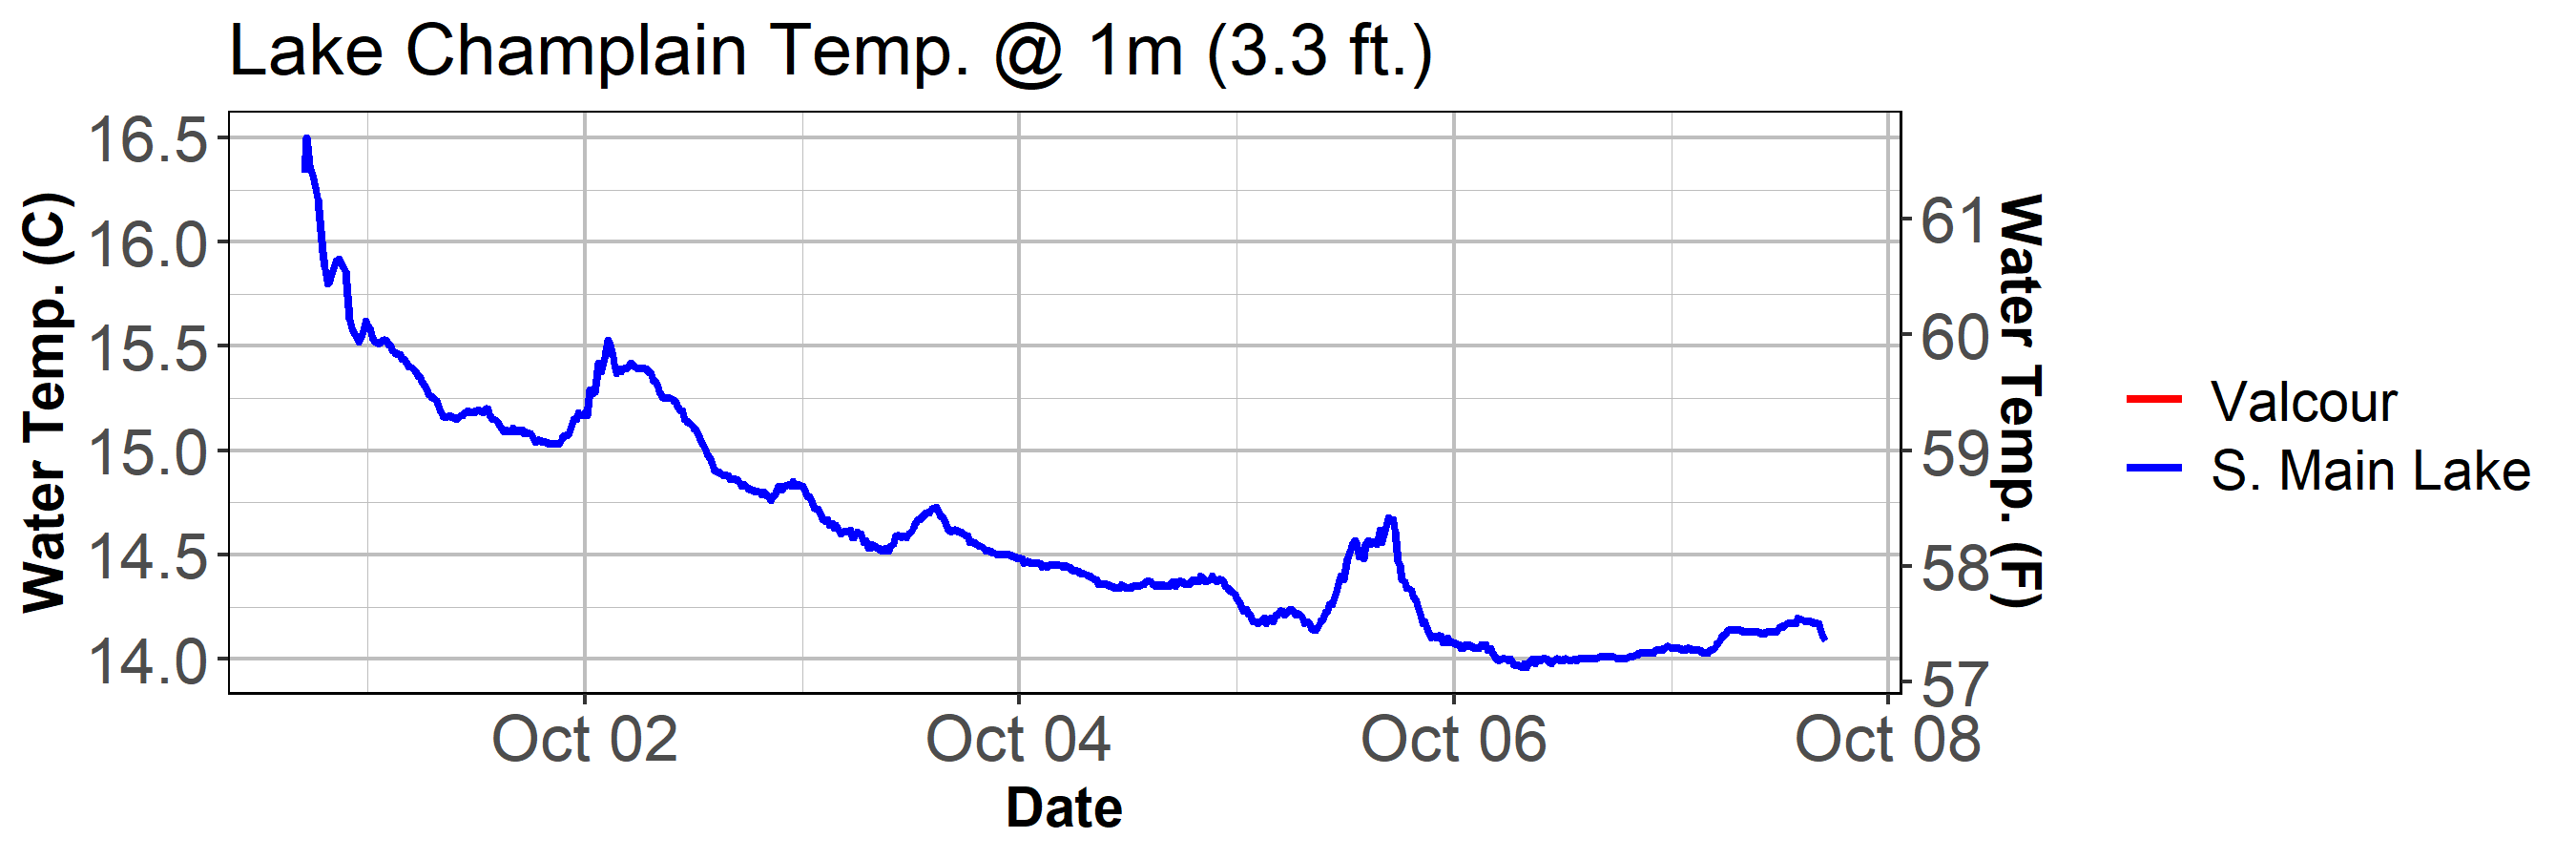 Lake Champlain Temp. @ 1m (3.3 ft.)
Water Temp. (C)
16.5
16.0
15.5
15.0
14.5
14.0
61
60
59
58
57
Water Temp. (F)
Oct 02
Oct 04
Oct 06
Oct 08
Date
Valcour
S. Main Lake